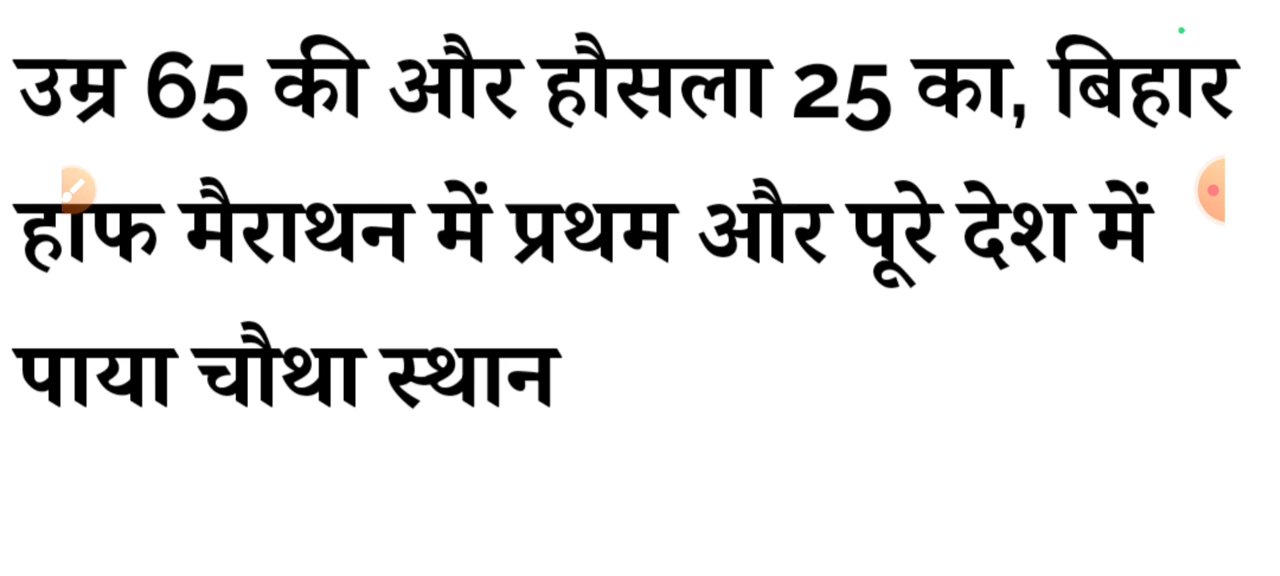 उम्र 65 की और हौसला 25 का, बिहार
हाफ मैराथन में प्रथम और पूरे देश में
पाया चौथा स्थान